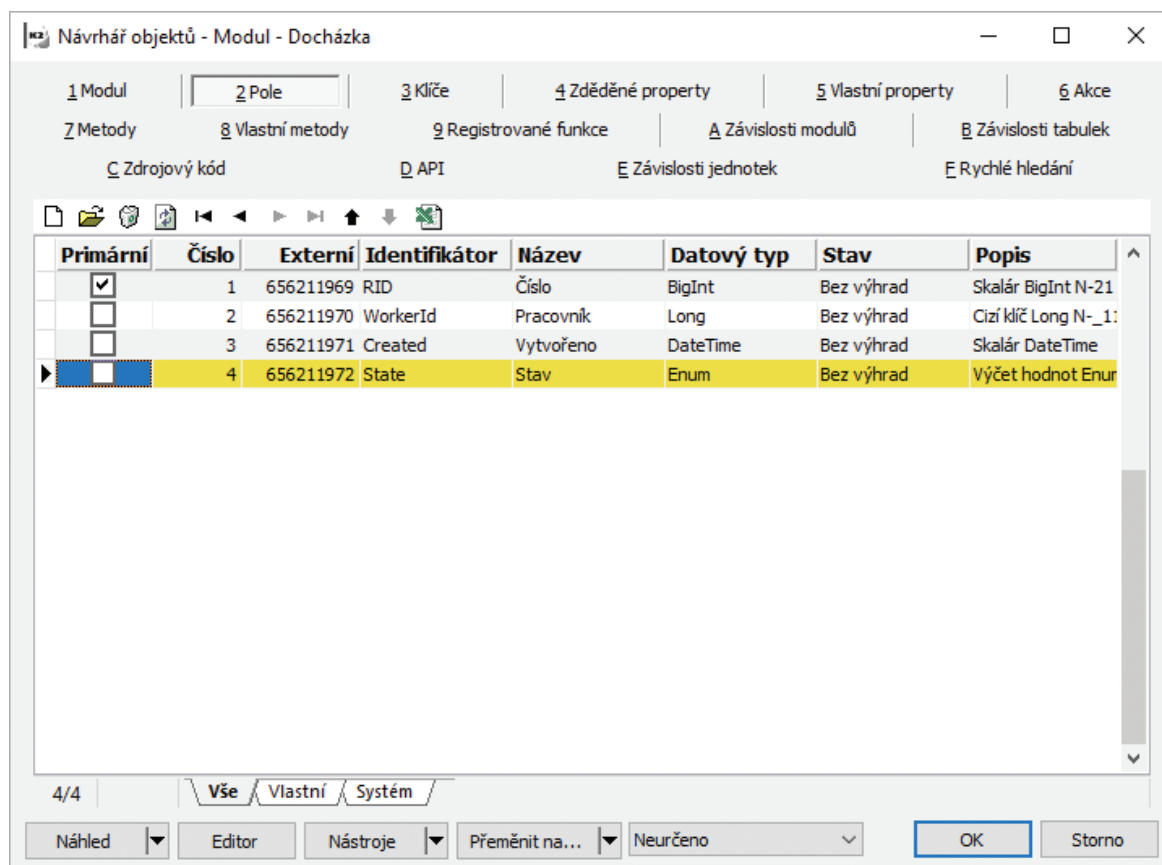 K2 Návrhář objektů - Modul - Docházka
1 Modul 2 Pole 3 Klíče 4 Zděděné property 5 Vlastní property 6 Akce
7 Metody 8 Vlastní metody 9 Registrované funkce A Závislosti modulů B Závislosti tabulek
C Zdrojový kód D API E Závislosti jednotek F Rychlé hledání
Primární Číslo Externí Identifikátor Název Datový typ Stav Popis
1 656211969 RID Číslo BigInt Bez výhrad Skalár BigInt N-21
2 656211970 WorkerId Pracovník Long Bez výhrad Cizí klíč Long N-_11
3 656211971 Created Vytvořeno DateTime Bez výhrad Skalár DateTime
4 656211972 State Stav Enum Bez výhrad Výčet hodnot Enum
4/4 Vše Vlastní Systém
Náhled Editor Nástroje Přeměnit na... Neurčeno OK Storno